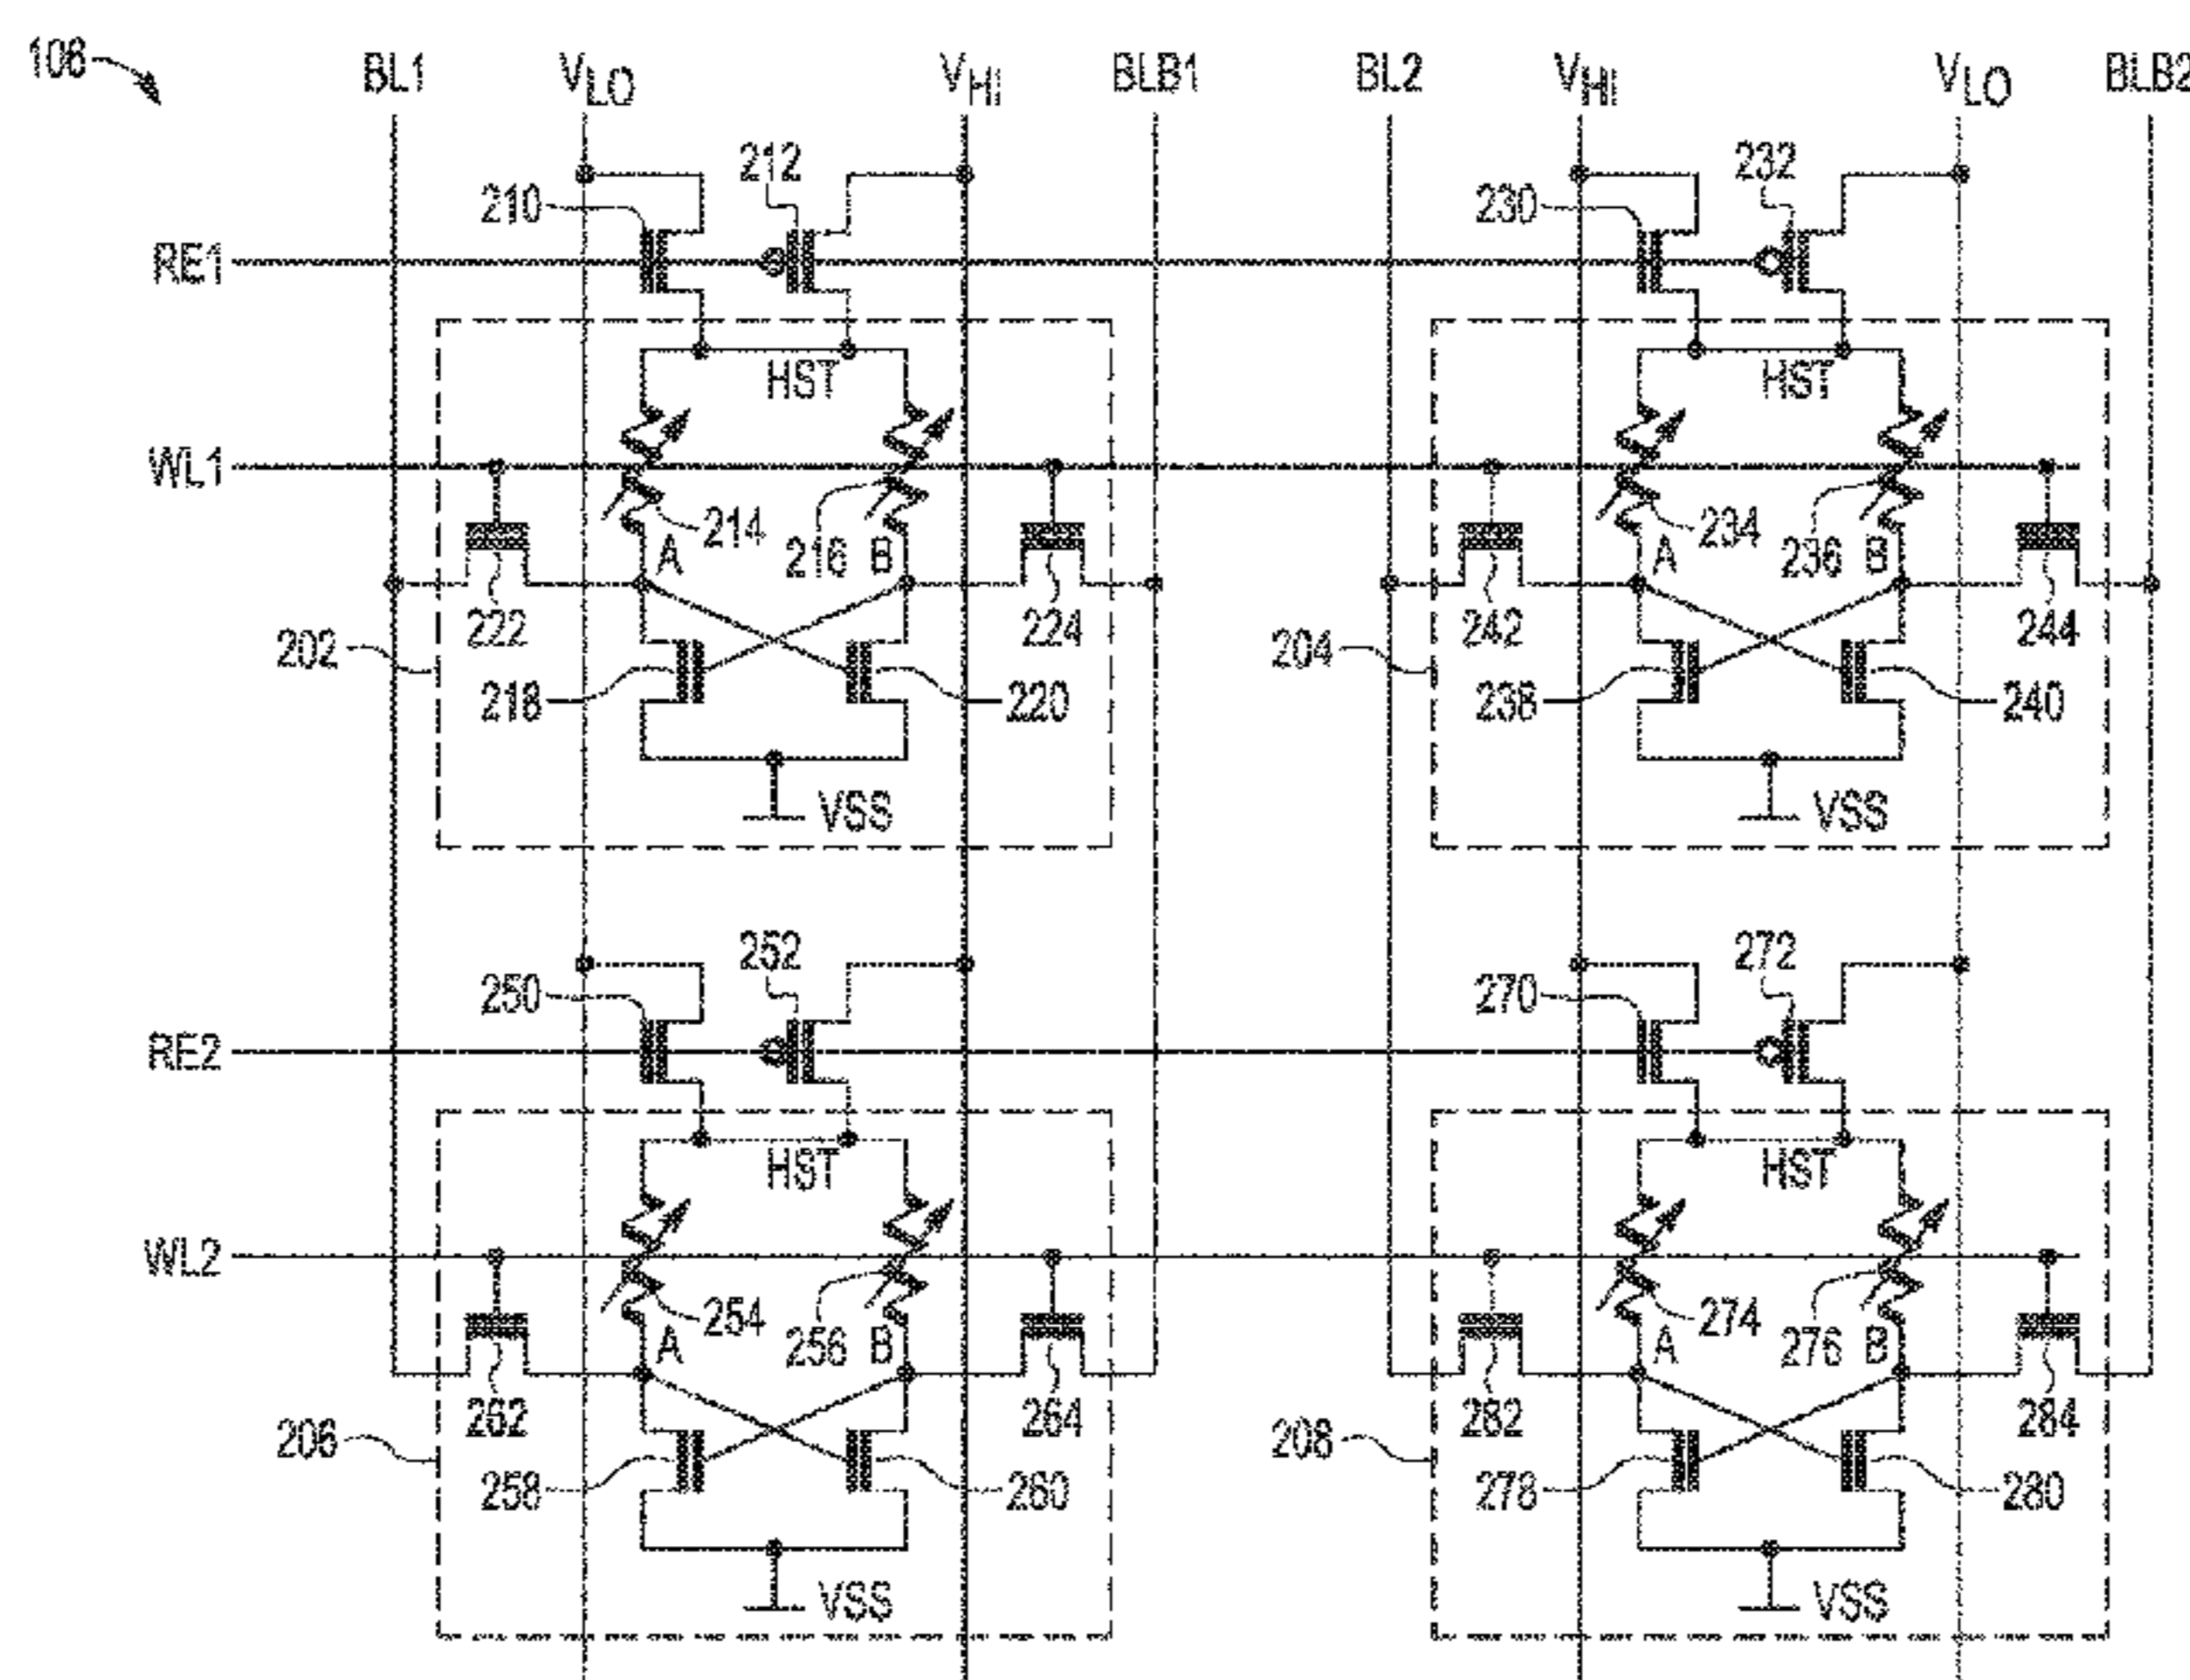 106 BL1 VLO VHI BLB1 BL2 VHI VLO BLB2
212 232
210 230
RE1
HST HST
WL1
214 216 234 236
A B A B
222 224 242 244
202 204
218 220 238 240
VSS VSS
252 272
250 270
RE2
HST HST
WL2
254 256 274 276
A B A B
262 264 282 284
206 208
258 260 278 280
VSS VSS